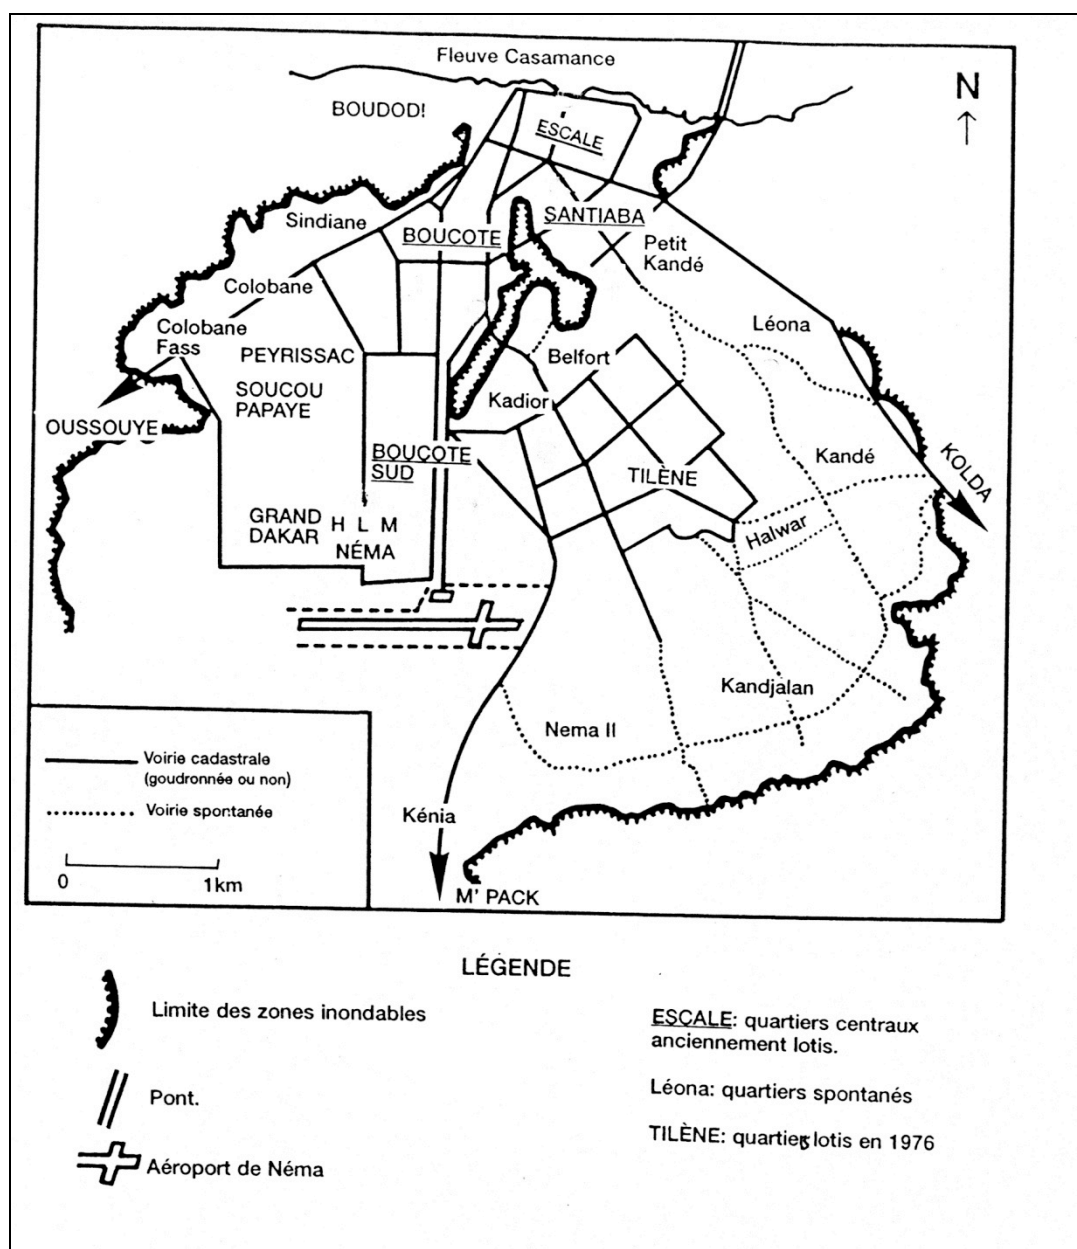 Fleuve Casamance
N
BOUDOD!
ESCALE
Sindiane
BOUCOTE
SANTIABA
Petit
Kandé
Colobane
Colobane
Fass
Léona
PEYRISSAC
Belfort
SOUCOU
PAPAYE
Kadior
OUSSOUYE
BOUCOTE
SUD
TILÈNE
Kandé
KOLDA
GRAND
DAKAR
H L M
NÉMA
Halwar
Kandjalan
Nema II
Kénia
M' PACK
Voirie cadastrale
(goudronnée ou non)
Voirie spontanée
0 1km
LÉGENDE
Limite des zones inondables
Pont.
Aéroport de Néma
ESCALE: quartiers centraux
anciennement lotis.
Léona: quartiers spontanés
TILÈNE: quartiers lotis en 1976